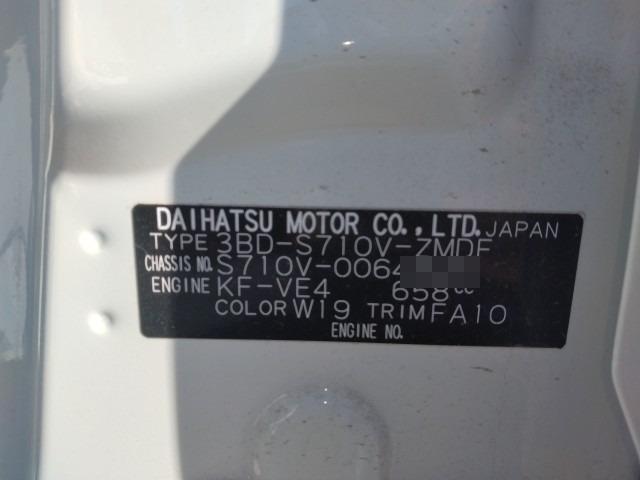 DAIHATSU MOTOR CO., LTD. JAPAN
TYPE 3BD-S710V-ZMDF
CHASSIS NO. S710V-0064
ENGINE KF-VE4 658cc
COLOR W19 TRIM FA10
ENGINE NO.